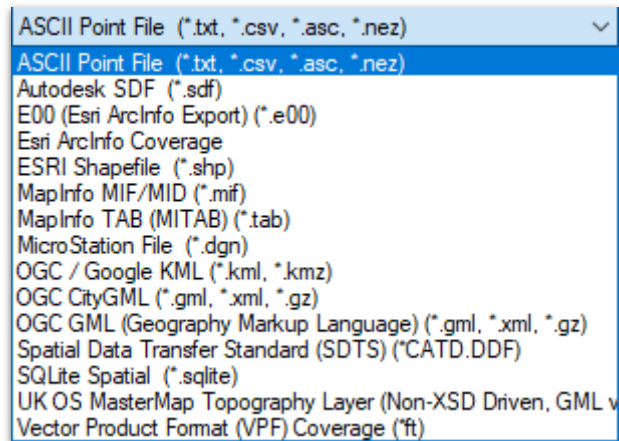 ASCII Point File (*.txt, *.csv, *.asc, *.nez)
ASCII Point File (*.txt, *.csv, *.asc, *.nez)
Autodesk SDF (*.sdf)
E00 (Esri ArcInfo Export) (*.e00)
Esri ArcInfo Coverage
ESRI Shapefile (*.shp)
MapInfo MIF/MID (*.mif)
MapInfo TAB (MITAB) (*.tab)
MicroStation File (*.dgn)
OGC / Google KML (*.kml, *.kmz)
OGC CityGML (*.gml, *.xml, *.gz)
OGC GML (Geography Markup Language) (*.gml, *.xml, *.gz)
Spatial Data Transfer Standard (SDTS) (*CATD.DDF)
SQLite Spatial (*.sqlite)
UK OS MasterMap Topography Layer (Non-XSD Driven, GML v
Vector Product Format (VPF) Coverage (*ft)